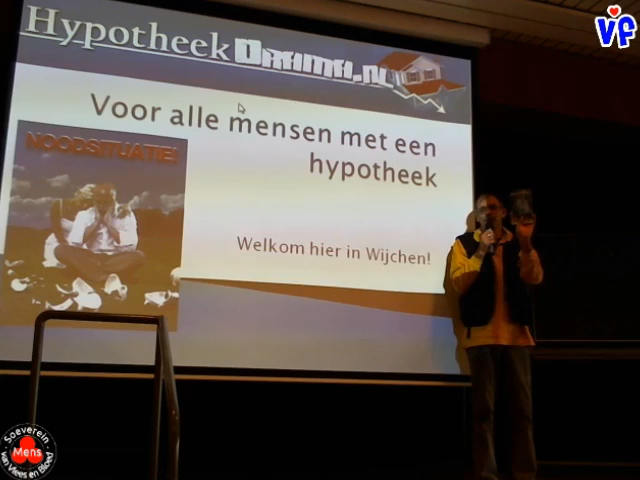 HypotheekDrama.nl
Voor alle mensen met een
hypotheek
NOODSITUATIE!
Welkom hier in Wijchen!
VF
Soeverein
Mens
van Vlees en Bloed